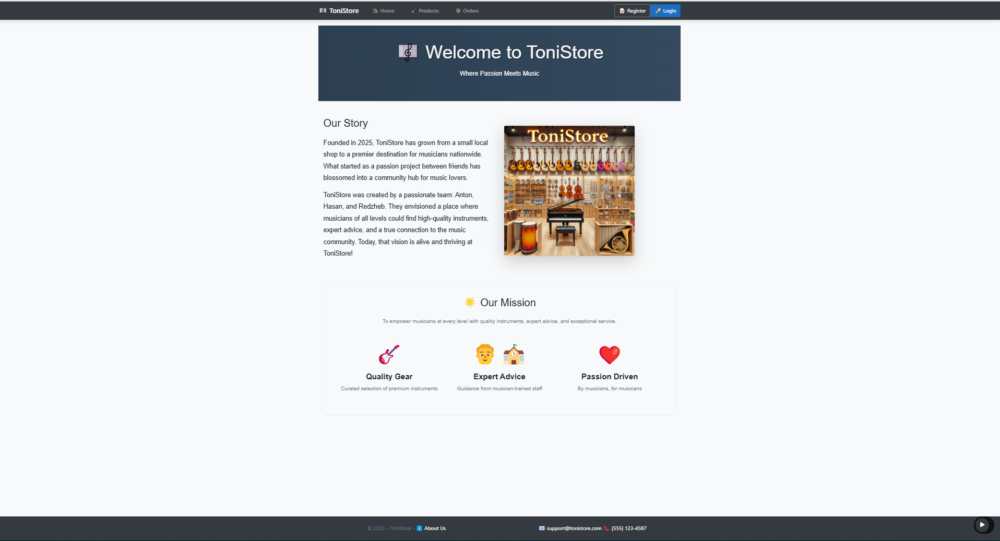 ToniStore Home Products Orders Register Login
Welcome to ToniStore
Where Passion Meets Music
Our Story
Founded in 2025, ToniStore has grown from a small local
shop to a premier destination for musicians nationwide.
What started as a passion project between friends has
blossomed into a community hub for music lovers.
ToniStore was created by a passionate team: Anton,
Hasan, and Redzheb. They envisioned a place where
musicians of all levels could find high-quality instruments,
expert advice, and a true connection to the music
community. Today, that vision is alive and thriving at
ToniStore!
ToniStore
Our Mission
To empower musicians at every level with quality instruments, expert advice, and exceptional service.
Quality Gear
Curated selection of premium instruments
Expert Advice
Guidance from musician-trained staff
Passion Driven
By musicians, for musicians
© 2025 - ToniStore - About Us
support@tonistore.com (555) 123-4567